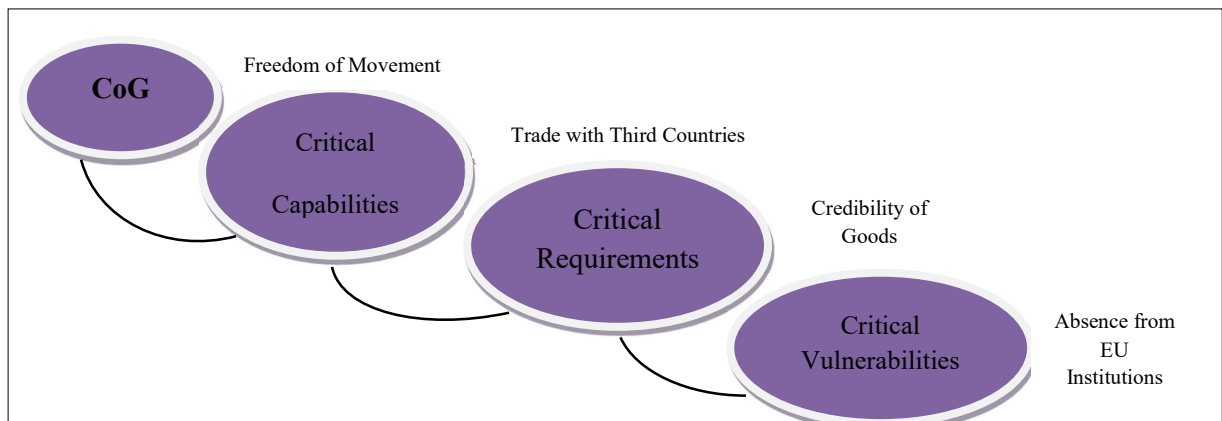 CoG
Freedom of Movement
Critical
Capabilities
Trade with Third Countries
Critical
Requirements
Credibility of
Goods
Critical
Vulnerabilities
Absence from
EU
Institutions